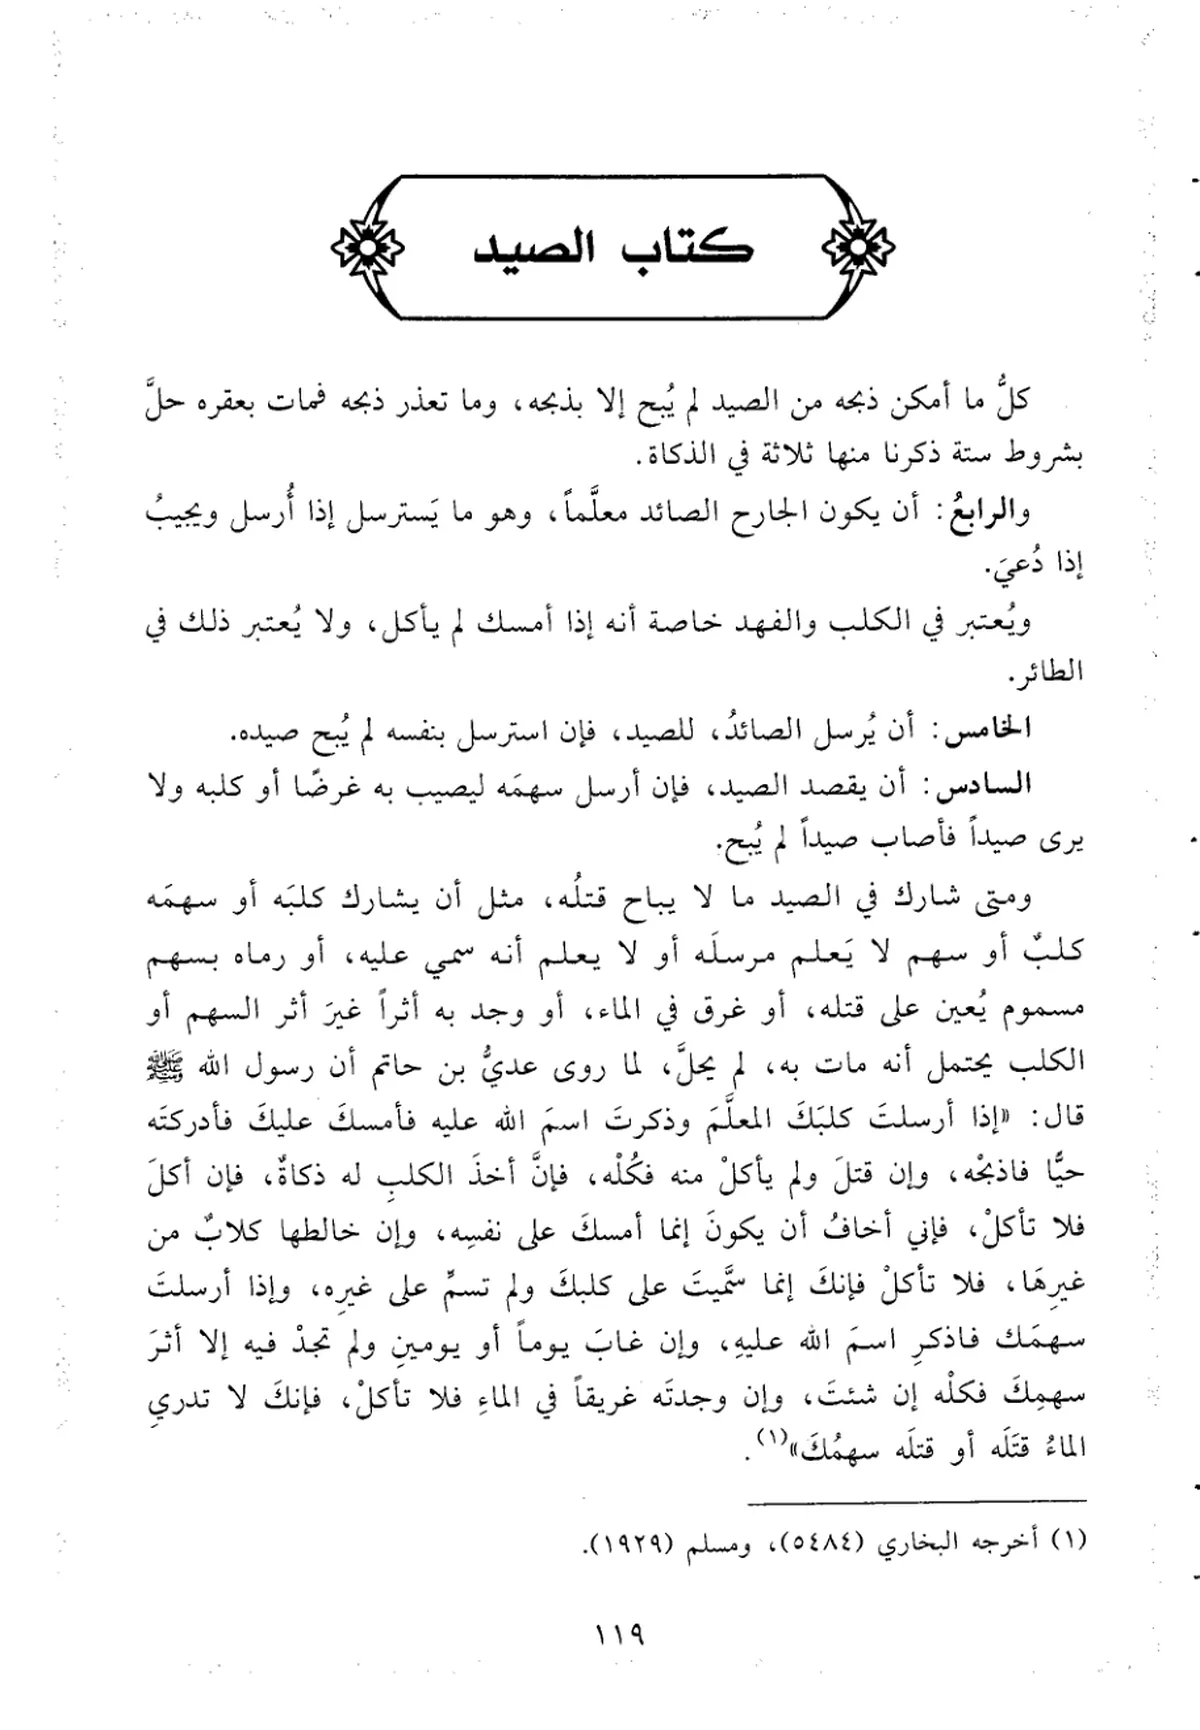 كتاب الصيد
كلُّ ما أمكن ذبحه من الصيد لم يُبح إلا بذبحه، وما تعذر ذبحه فمات بعقره حلَّ
بشروط ستة ذكرنا منها ثلاثة في الذكاة.
والرابعُ: أن يكون الجارح الصائد معلَّماً، وهو ما يَسترسل إذا أُرسل ويجيبُ
إذا دُعيَ.
ويُعتبر في الكلب والفهد خاصة أنه إذا أمسك لم يأكل، ولا يُعتبر ذلك في
الطائر.
الخامس: أن يُرسل الصائدُ، للصيد، فإن استرسل بنفسه لم يُبح صيده.
السادس: أن يقصد الصيد، فإن أرسل سهمَه ليصيب به غرضًا أو كلبه ولا
يرى صيداً فأصاب صيداً لم يُبح.
ومتى شارك في الصيد ما لا يباح قتلُه، مثل أن يشارك كلبَه أو سهمَه
كلبٌ أو سهم لا يَعلم مرسلَه أو لا يعلم أنه سمي عليه، أو رماه بسهم
مسموم يُعين على قتله، أو غرق في الماء، أو وجد به أثراً غيرَ أثر السهم أو
الكلب يحتمل أنه مات به، لم يحلَّ، لما روى عديُّ بن حاتم أن رسول الله ﷺ
قال: «إذا أرسلتَ كلبَكَ المعلَّمَ وذكرتَ اسمَ الله عليه فأمسكَ عليكَ فأدركتَه
حيًّا فاذبحْه، وإن قتلَ ولم يأكلْ منه فكُلْه، فإنَّ أخذَ الكلبِ له ذكاةٌ، فإن أكلَ
فلا تأكلْ، فإني أخافُ أن يكونَ إنما أمسكَ على نفسِه، وإن خالطها كلابٌ من
غيرِهَا، فلا تأكلْ فإنكَ إنما سمَّيتَ على كلبكَ ولم تسمِّ على غيرِه، وإذا أرسلتَ
سهمَك فاذكرِ اسمَ الله عليهِ، وإن غابَ يوماً أو يومينِ ولم تجدْ فيه إلا أثرَ
سهمِكَ فكلْه إن شئتَ، وإن وجدتَه غريقاً في الماءِ فلا تأكلْ، فإنكَ لا تدري
الماءُ قتَلَه أو قتلَه سهمُكَ»(١).
(١) أخرجه البخاري (٥٤٨٤)، ومسلم (١٩٢٩).
١١٩